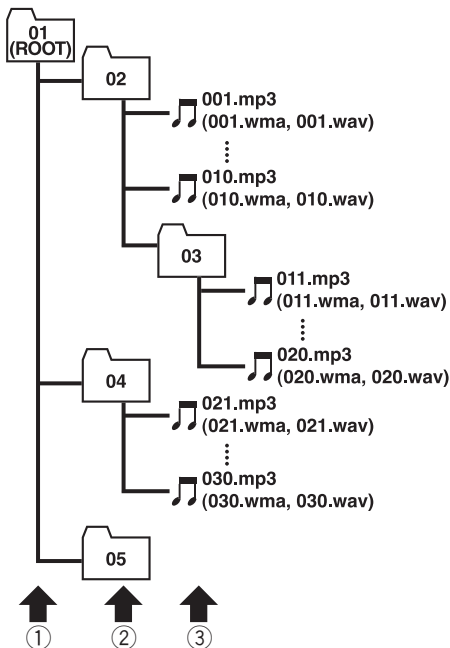 01
(ROOT)
02
001.mp3
(001.wma, 001.wav)
010.mp3
(010.wma, 010.wav)
03
011.mp3
(011.wma, 011.wav)
020.mp3
(020.wma, 020.wav)
04
021.mp3
(021.wma, 021.wav)
030.mp3
(030.wma, 030.wav)
05
① ② ③